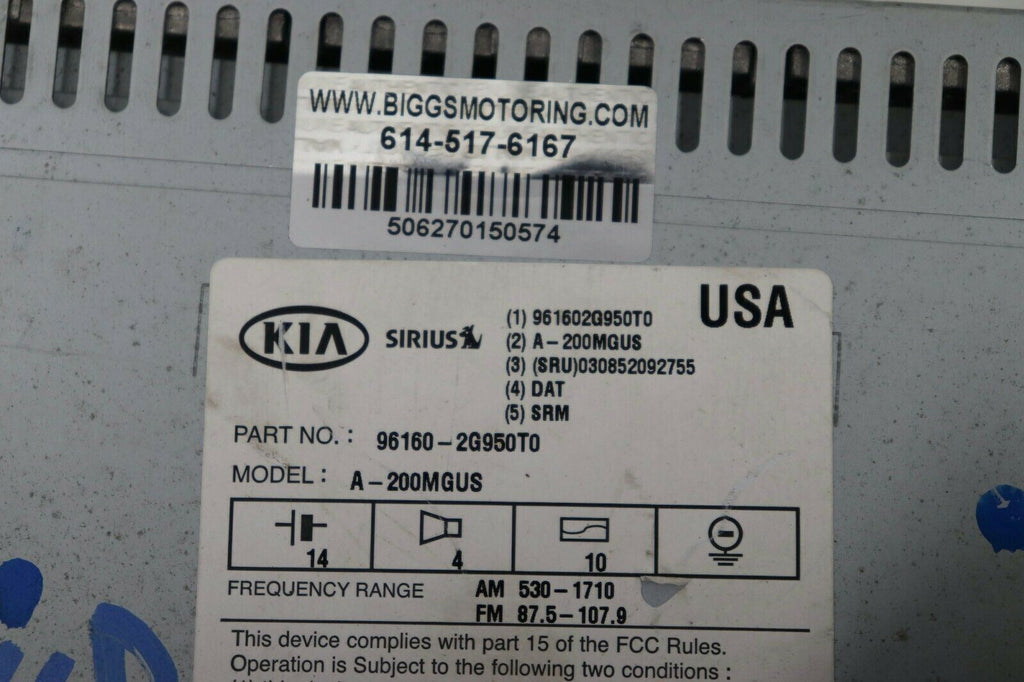 WWW.BIGGSMOTORING.COM
614-517-6167
506270150574
KIA SIRIUS
USA
(1) 961602G950T0
(2) A-200MGUS
(3) (SRU)030852092755
(4) DAT
(5) SRM
PART NO. : 96160-2G950T0
MODEL : A-200MGUS
14 4 10
FREQUENCY RANGE AM 530-1710
FM 87.5-107.9
This device complies with part 15 of the FCC Rules.
Operation is Subject to the following two conditions :